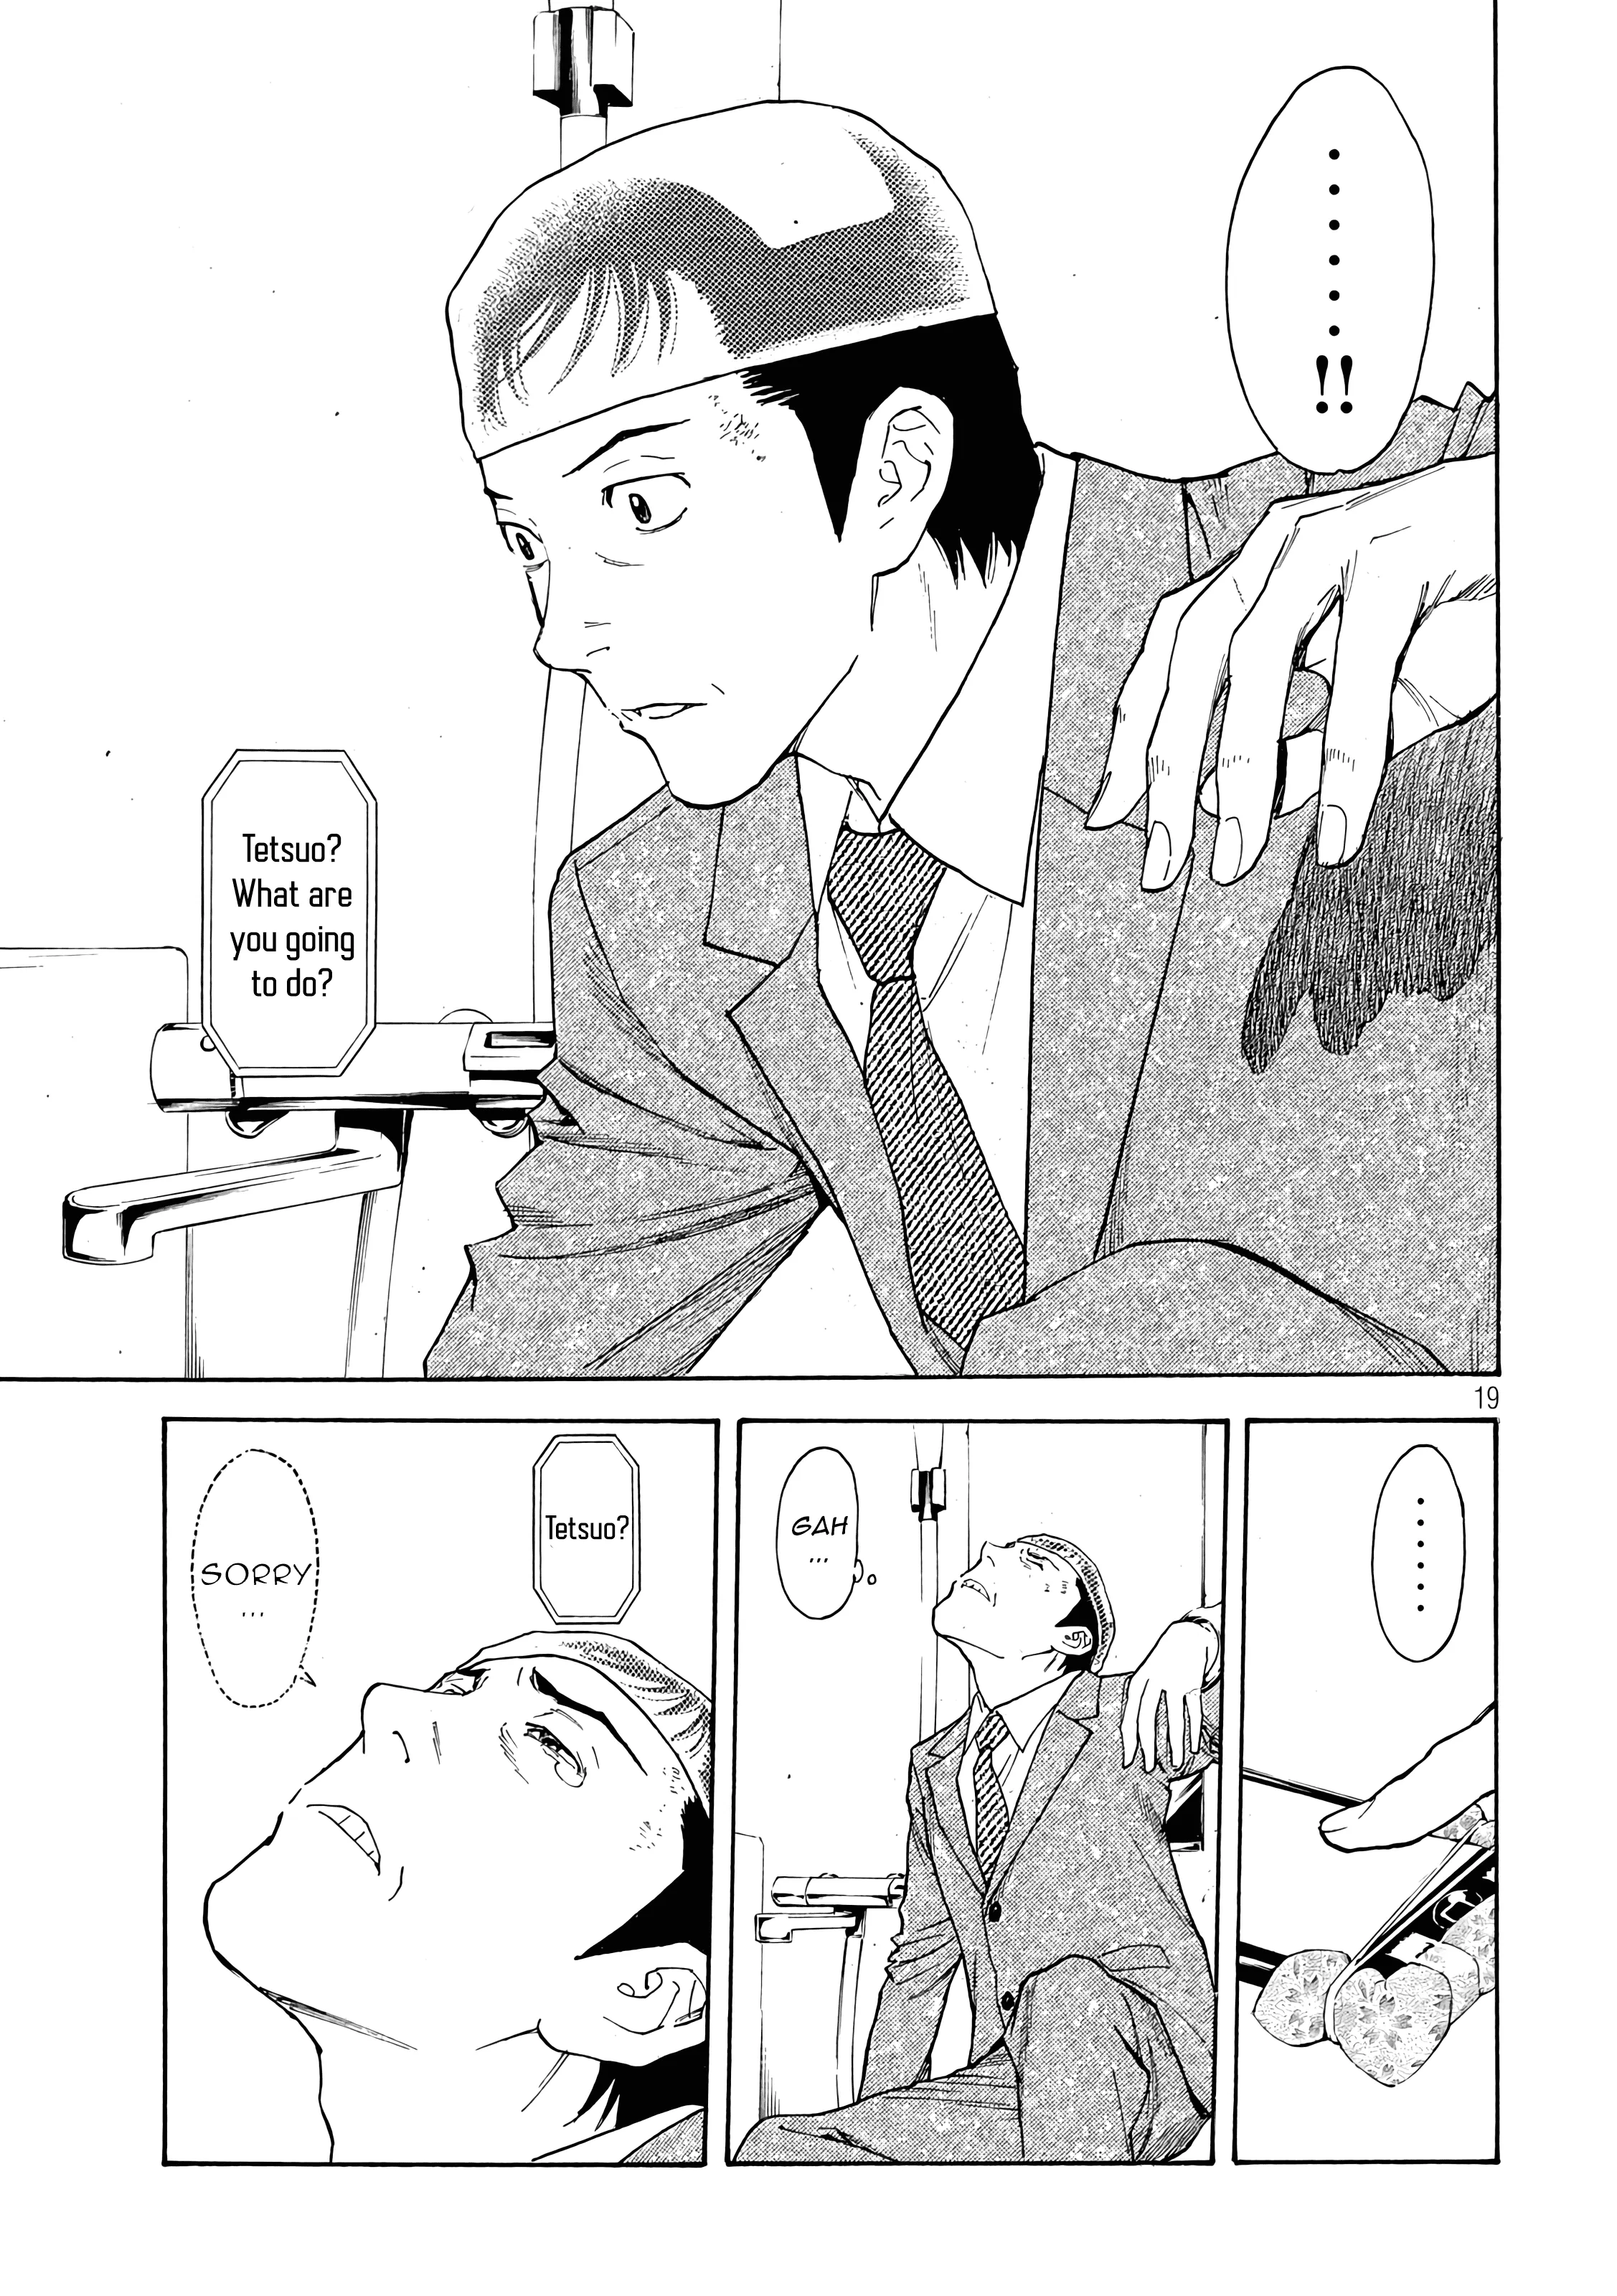 ・・・・・・!!
Tetsuo?
What are
you going
to do?
19
・・・・・
GAH
...
Tetsuo?
SORRY
...